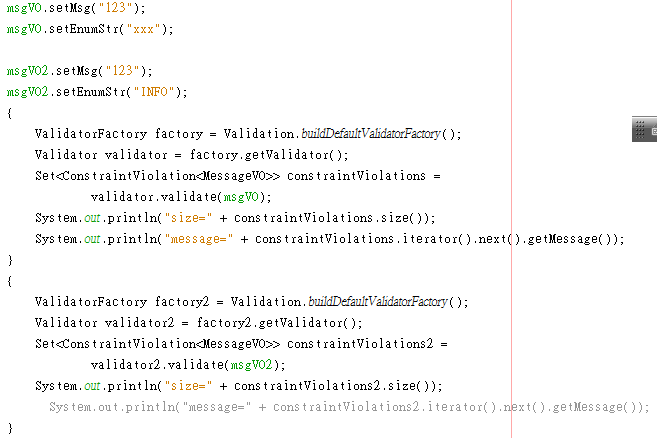 msgVO.setMsg("123");
msgVO.setEnumStr("xxx");
msgVO2.setMsg("123");
msgVO2.setEnumStr("INFO");
{
ValidatorFactory factory = Validation.buildDefaultValidatorFactory();
Validator validator = factory.getValidator();
Set<ConstraintViolation<MessageVO>> constraintViolations =
validator.validate(msgVO);
System.out.println("size=" + constraintViolations.size());
System.out.println("message=" + constraintViolations.iterator().next().getMessage());
}
{
ValidatorFactory factory2 = Validation.buildDefaultValidatorFactory();
Validator validator2 = factory2.getValidator();
Set<ConstraintViolation<MessageVO>> constraintViolations2 =
validator2.validate(msgVO2);
System.out.println("size=" + constraintViolations2.size());
System.out.println("message=" + constraintViolations2.iterator().next().getMessage());
}